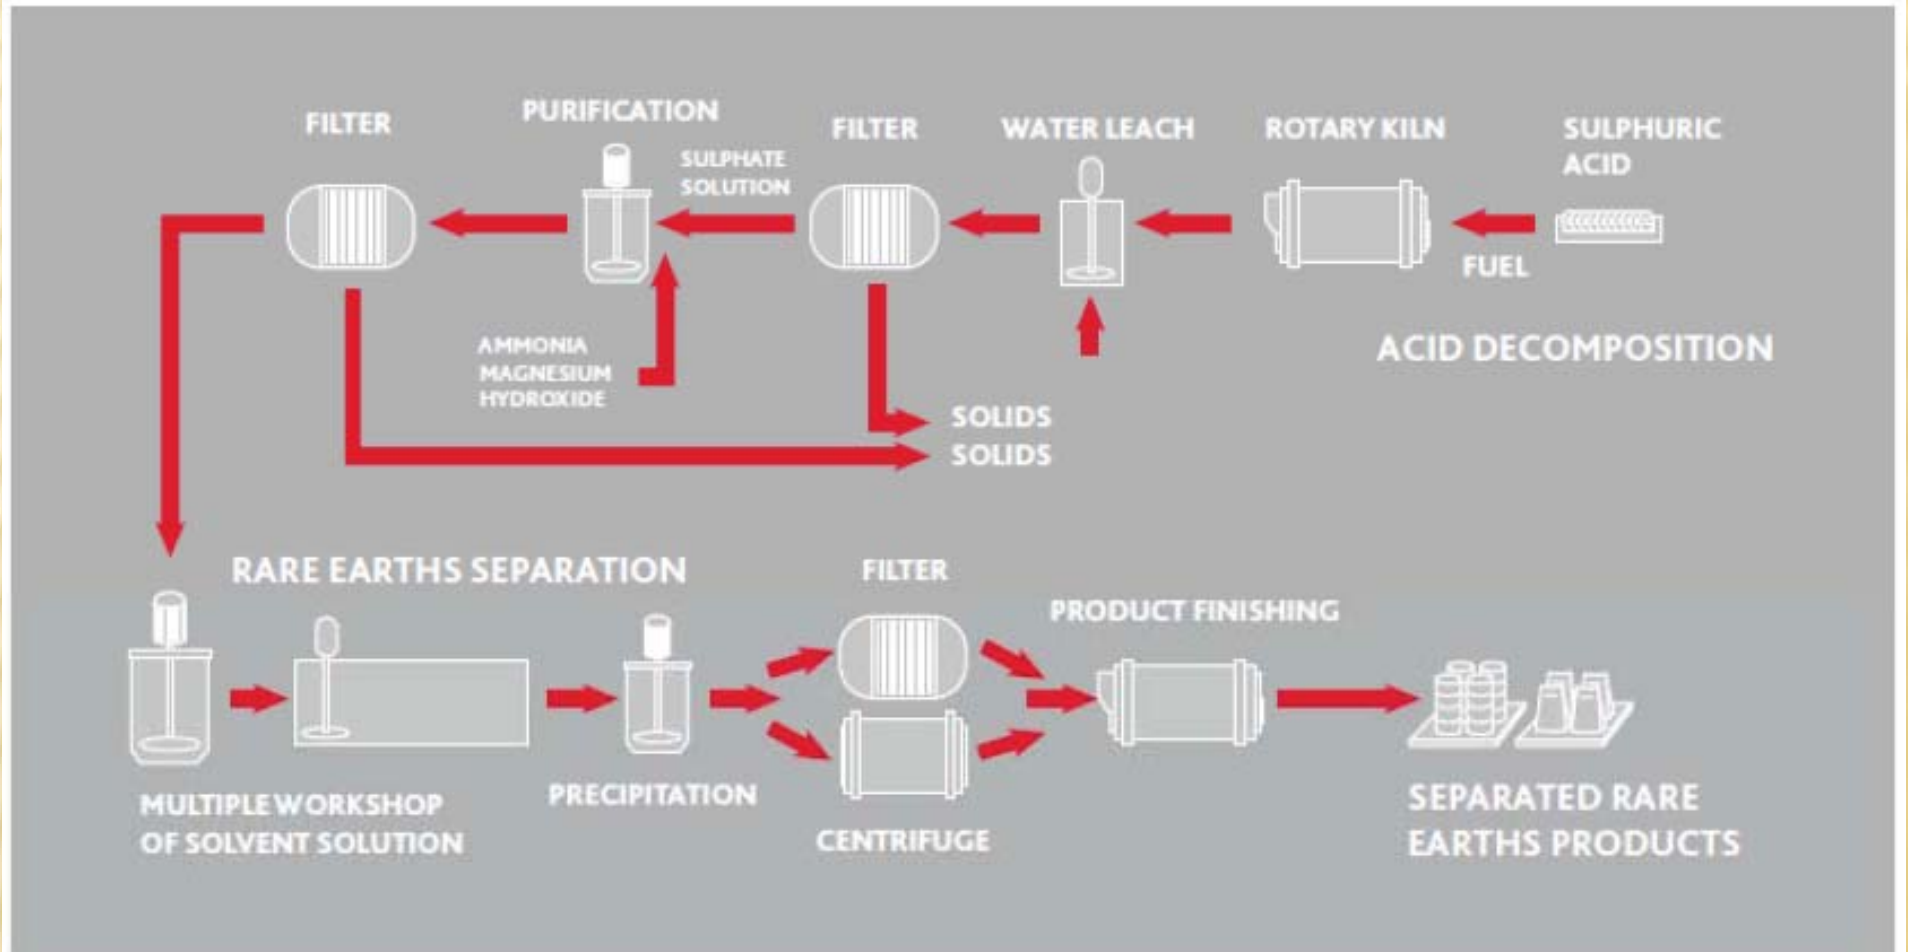 FILTER
PURIFICATION
SULPHATE
SOLUTION
FILTER
WATER LEACH
ROTARY KILN
SULPHURIC
ACID
FUEL
ACID DECOMPOSITION
AMMONIA
MAGNESIUM
HYDROXIDE
SOLIDS
SOLIDS
RARE EARTHS SEPARATION
FILTER
PRODUCT FINISHING
MULTIPLE WORKSHOP
OF SOLVENT SOLUTION
PRECIPITATION
CENTRIFUGE
SEPARATED RARE
EARTHS PRODUCTS